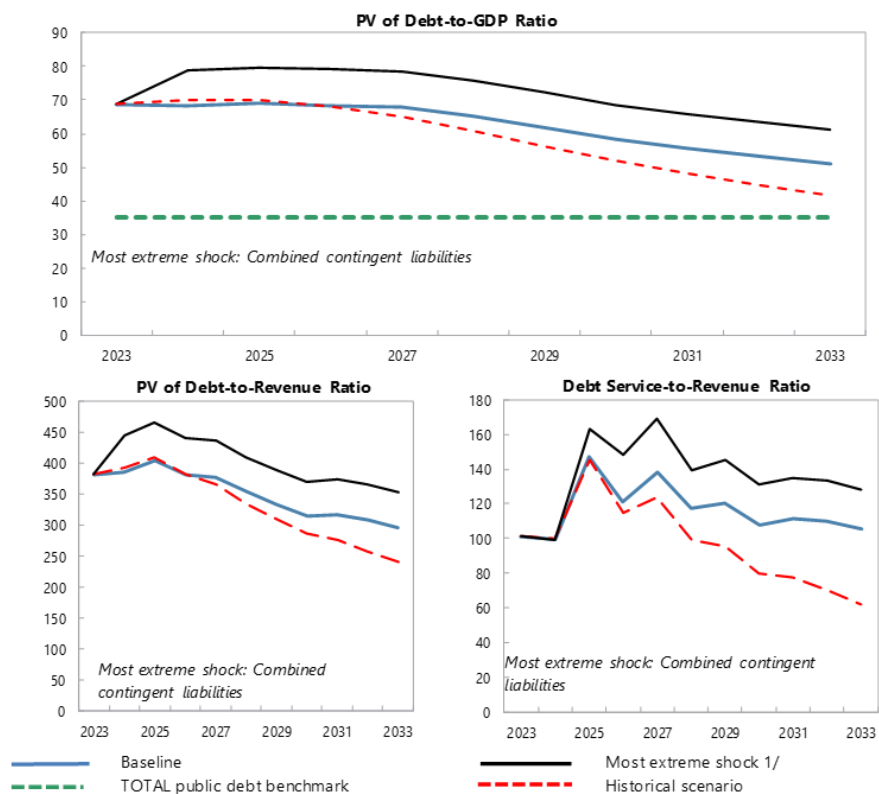 PV of Debt-to-GDP Ratio
90
80
70
60
50
40
30
20
10
0
Most extreme shock: Combined contingent liabilities
2023 2025 2027 2029 2031 2033
PV of Debt-to-Revenue Ratio
500
450
400
350
300
250
200
150
100
50
0
Most extreme shock: Combined
contingent liabilities
2023 2025 2027 2029 2031 2033
Debt Service-to-Revenue Ratio
180
160
140
120
100
80
60
40
20
0
Most extreme shock: Combined contingent
liabilities
2023 2025 2027 2029 2031 2033
Baseline
Most extreme shock 1/
TOTAL public debt benchmark
Historical scenario